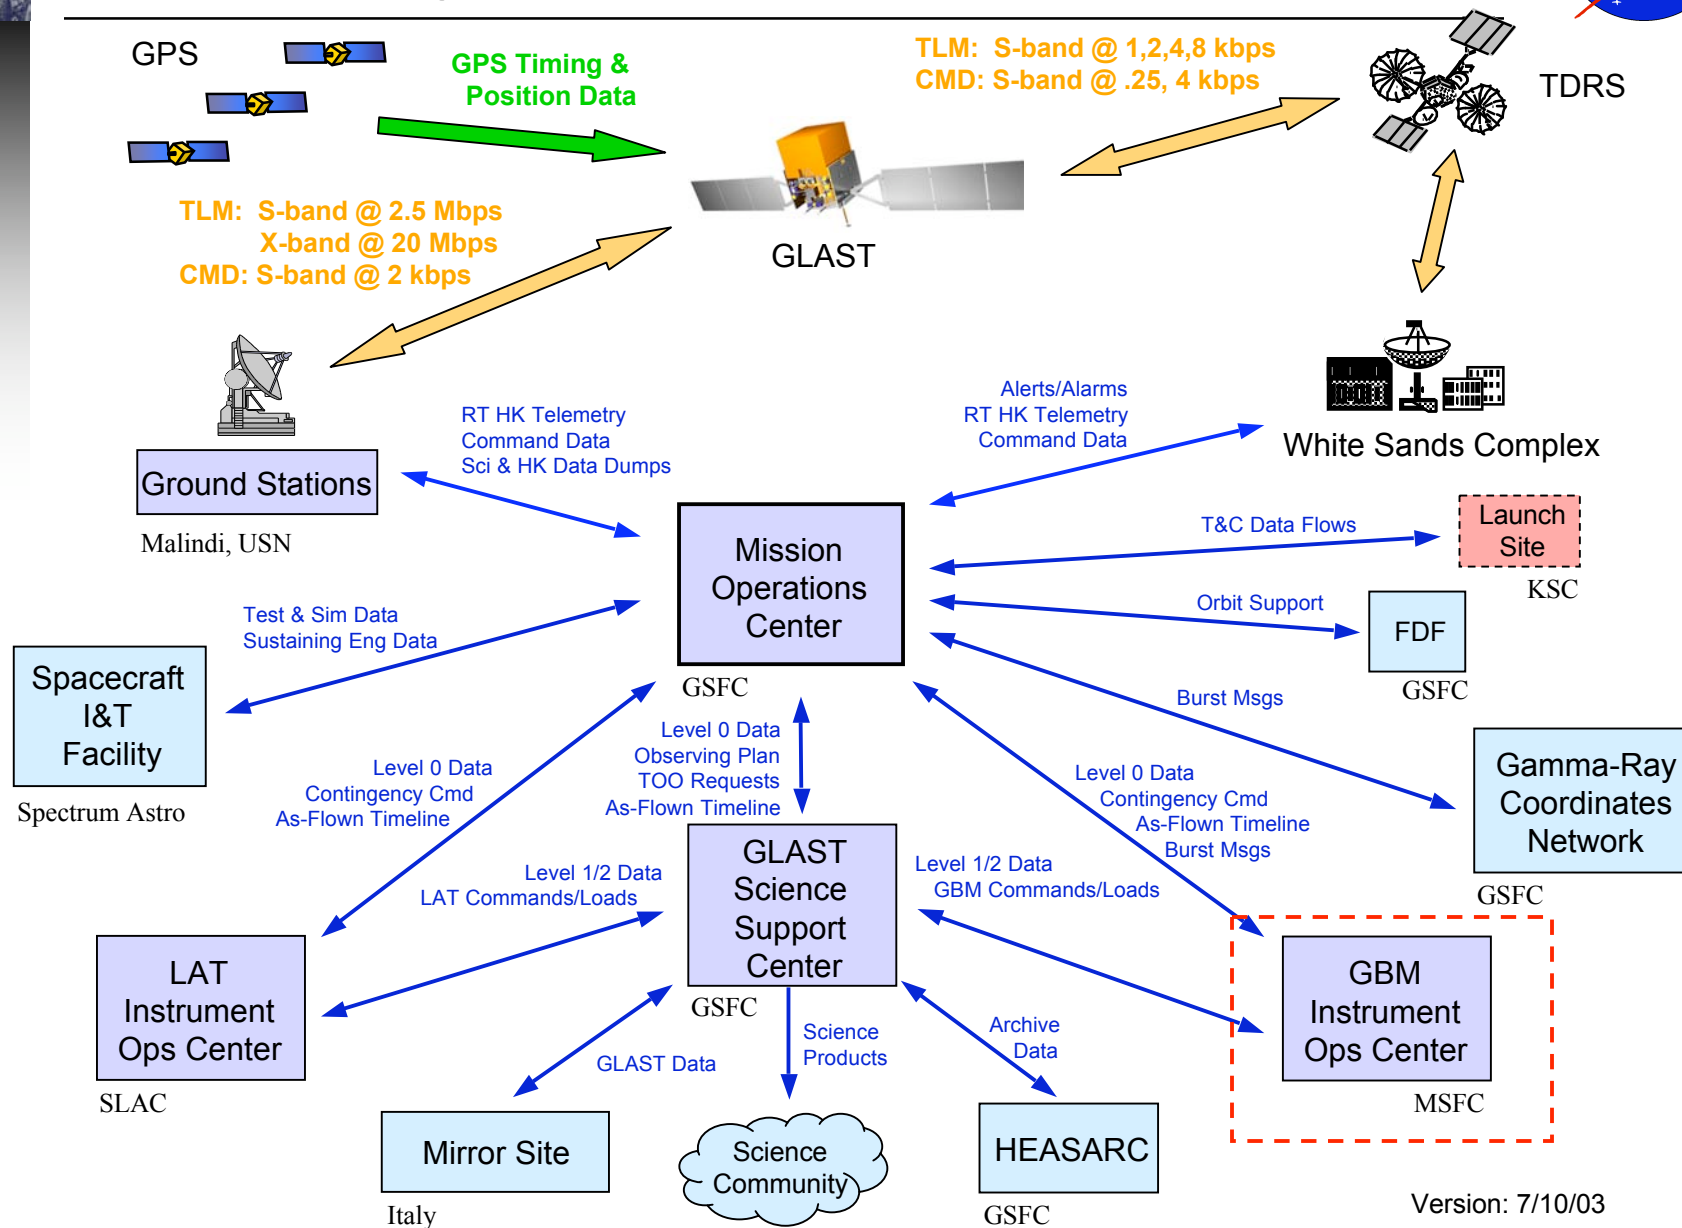 GPS
GPS Timing &
Position Data
TLM: S-band @ 1,2,4,8 kbps
CMD: S-band @ .25, 4 kbps
TDRS
TLM: S-band @ 2.5 Mbps
X-band @ 20 Mbps
CMD: S-band @ 2 kbps
GLAST
Alerts/Alarms
RT HK Telemetry
Command Data
White Sands Complex
RT HK Telemetry
Command Data
Sci & HK Data Dumps
Ground Stations
Malindi, USN
Mission
Operations
Center
GSFC
T&C Data Flows
Launch
Site
KSC
Orbit Support
FDF
GSFC
Test & Sim Data
Sustaining Eng Data
Spacecraft
I&T
Facility
Spectrum Astro
Burst Msgs
Gamma-Ray
Coordinates
Network
GSFC
Level 0 Data
Contingency Cmd
As-Flown Timeline
Level 0 Data
Observing Plan
TOO Requests
As-Flown Timeline
Level 0 Data
Contingency Cmd
As-Flown Timeline
Burst Msgs
Level 1/2 Data
LAT Commands/Loads
GLAST
Science
Support
Center
GSFC
Level 1/2 Data
GBM Commands/Loads
LAT
Instrument
Ops Center
SLAC
GBM
Instrument
Ops Center
MSFC
GLAST Data
Science
Products
Archive
Data
Mirror Site
Italy
Science
Community
HEASARC
GSFC
Version: 7/10/03